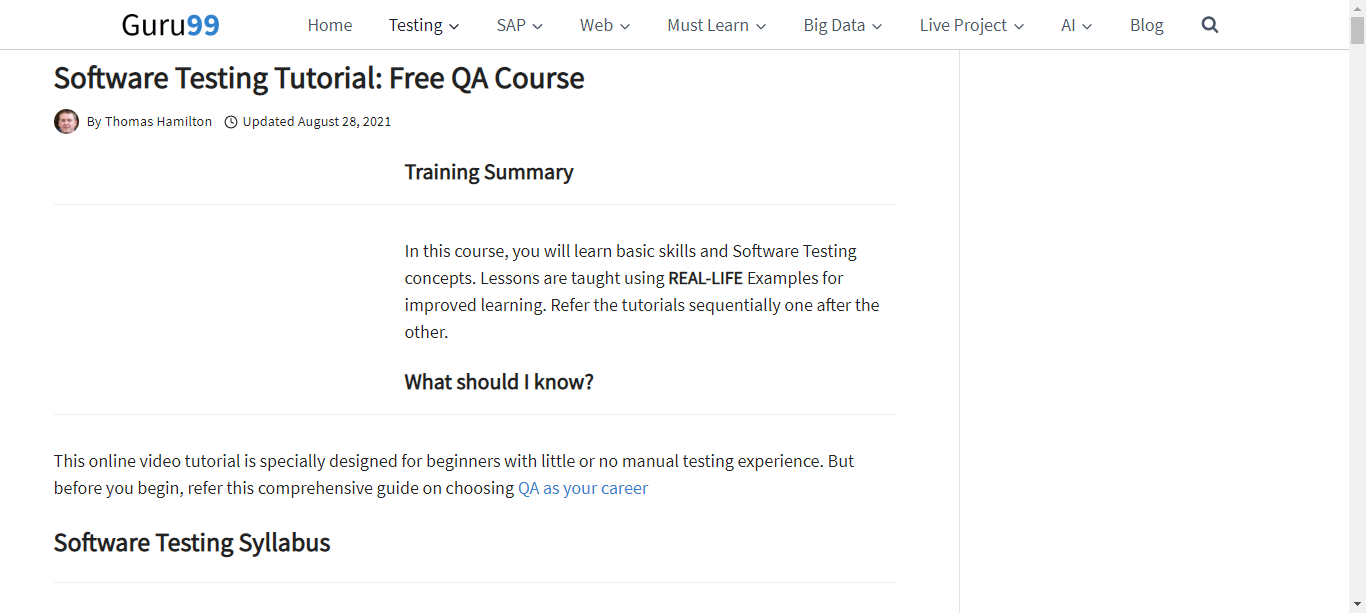 Guru99 Home Testing SAP Web Must Learn Big Data Live Project AI Blog
Software Testing Tutorial: Free QA Course
By Thomas Hamilton Updated August 28, 2021
Training Summary
In this course, you will learn basic skills and Software Testing
concepts. Lessons are taught using REAL-LIFE Examples for
improved learning. Refer the tutorials sequentially one after the
other.
What should I know?
This online video tutorial is specially designed for beginners with little or no manual testing experience. But
before you begin, refer this comprehensive guide on choosing QA as your career
Software Testing Syllabus